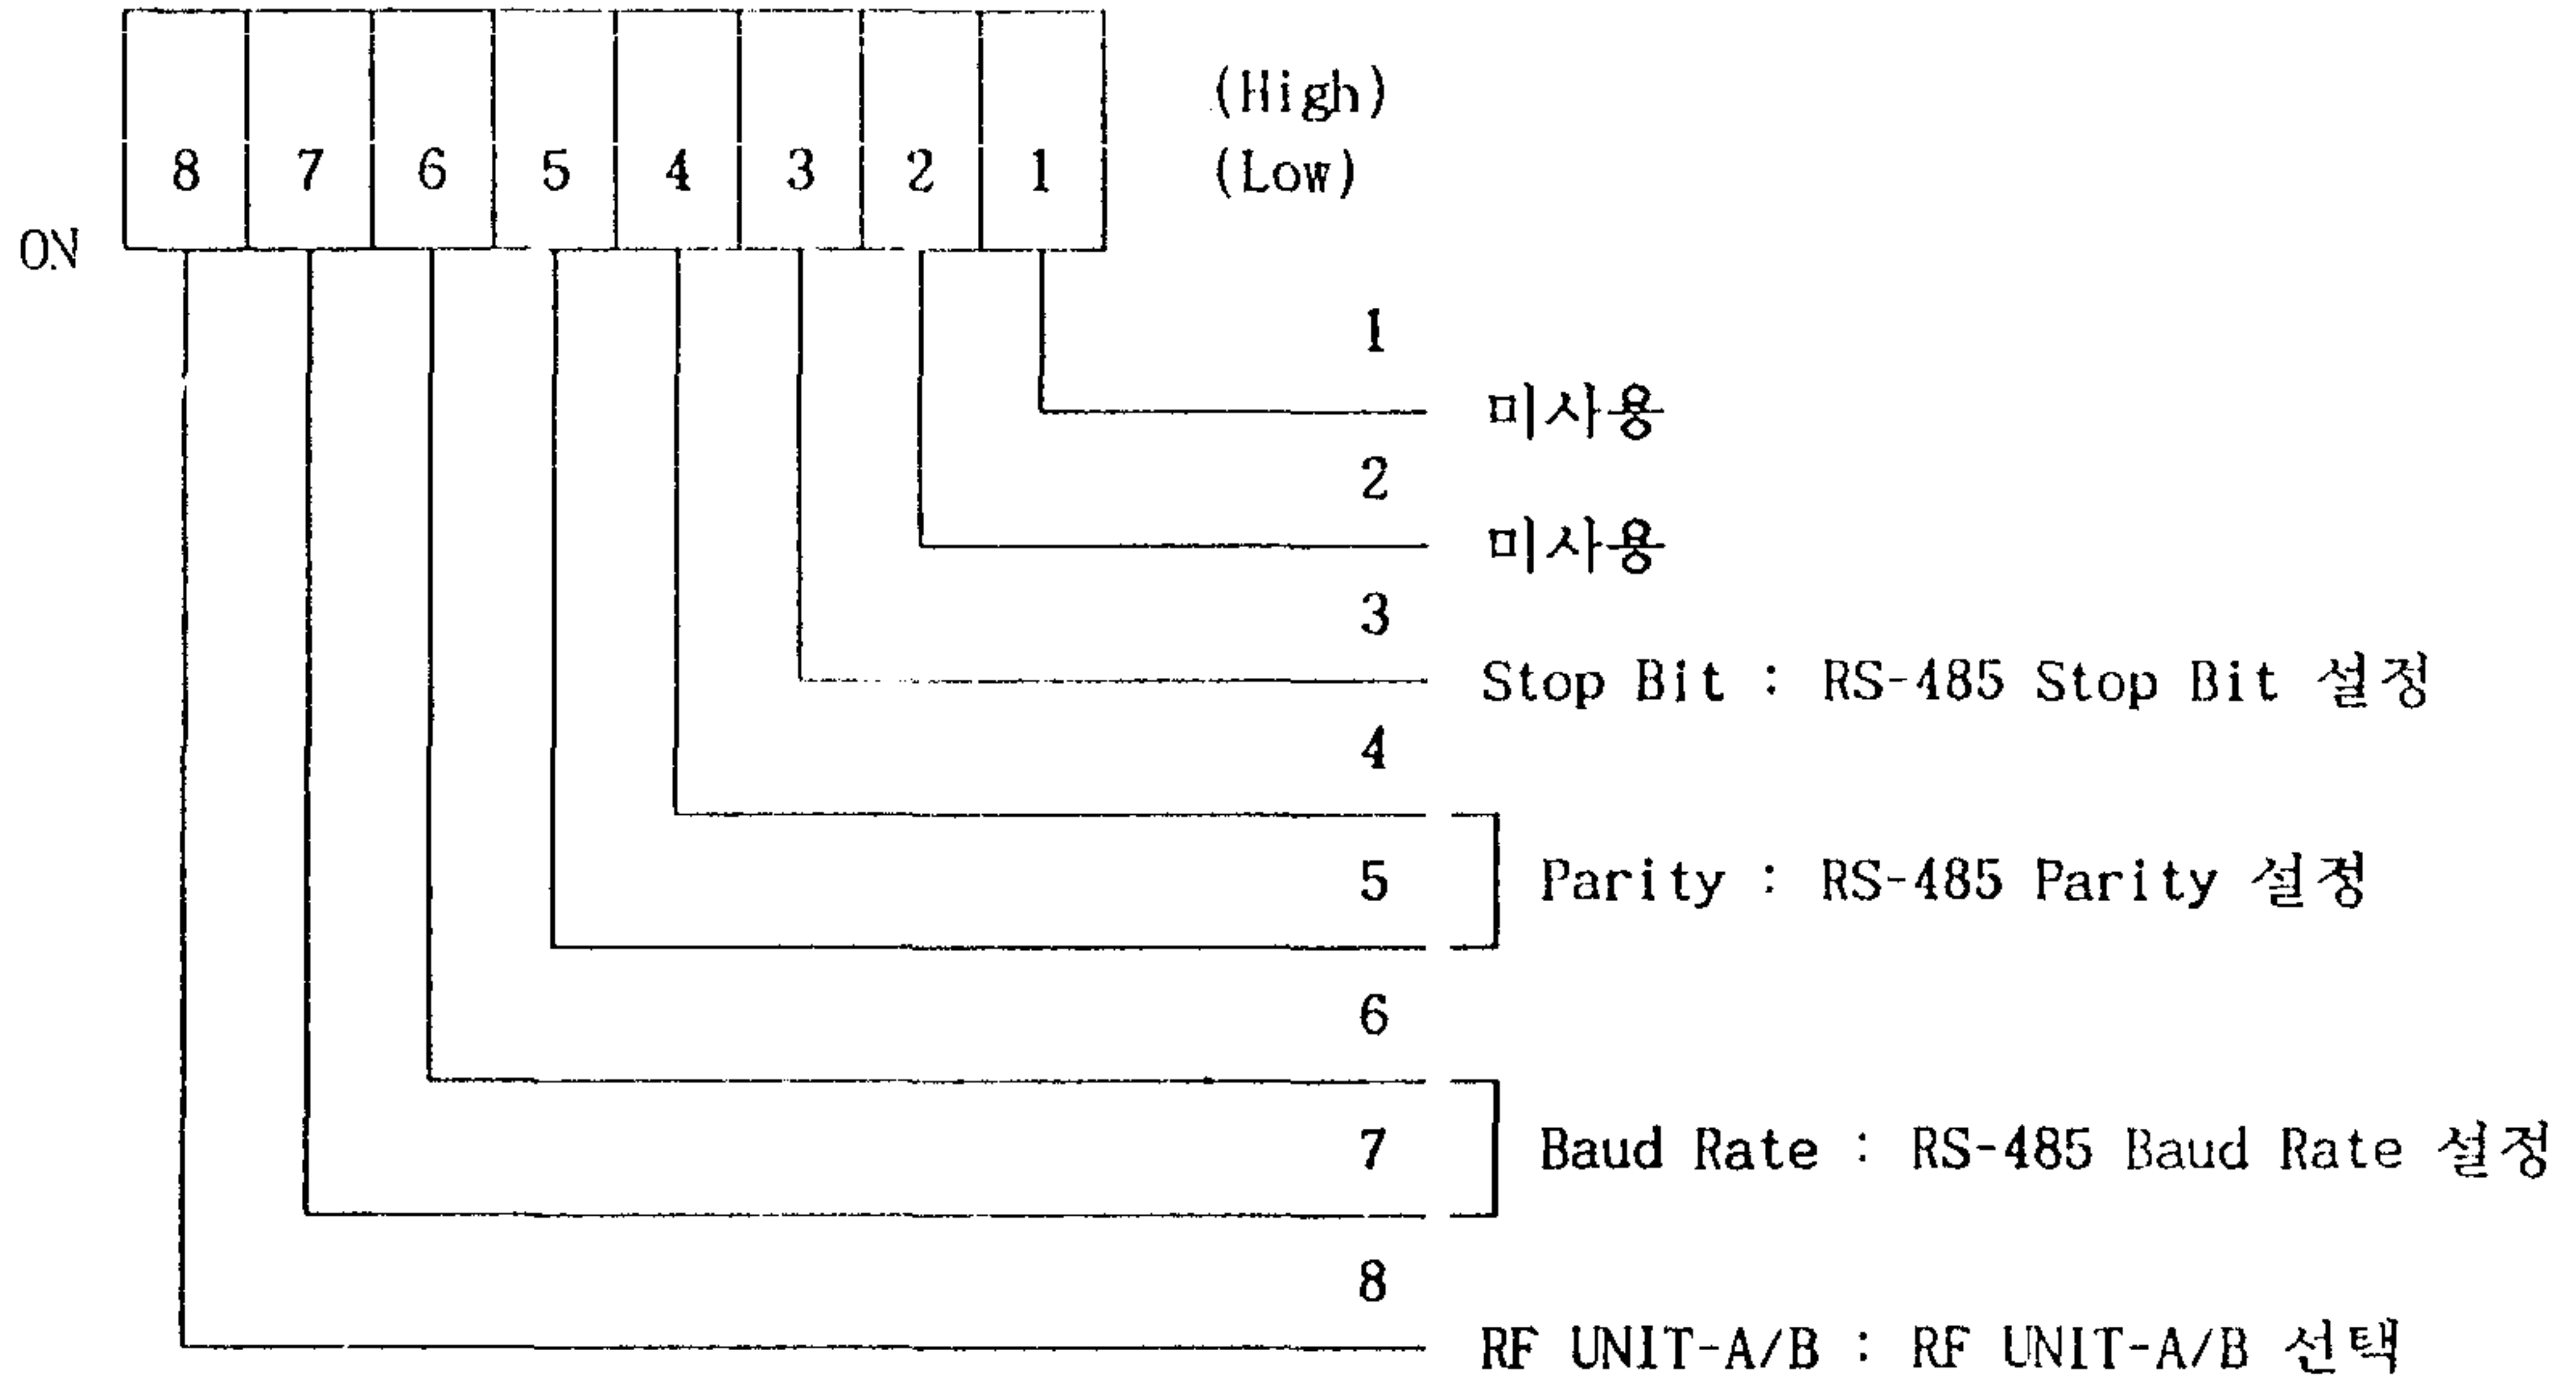 (High)
8 7 6 5 4 3 2 1 (Low)
ON
1
미사용
2
미사용
3
Stop Bit : RS-485 Stop Bit 설정
4
5 Parity : RS-485 Parity 설정
6
7 Baud Rate : RS-485 Baud Rate 설정
8
RF UNIT-A/B : RF UNIT-A/B 선택